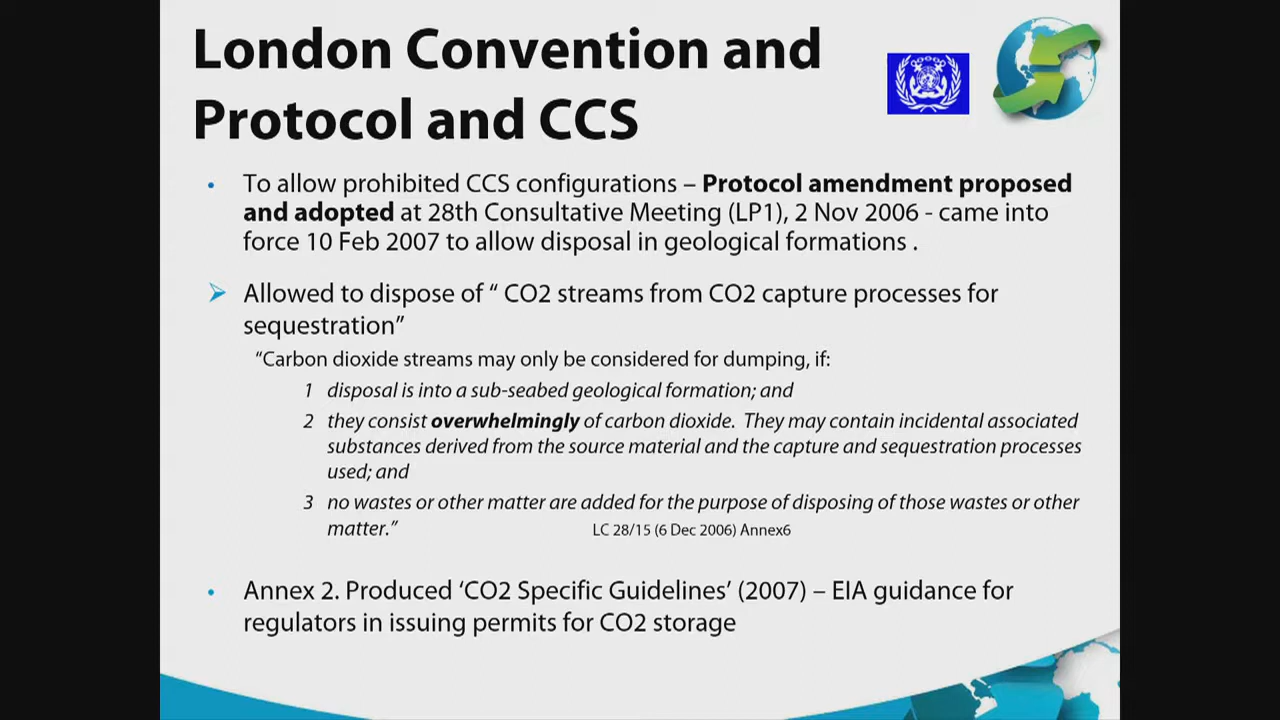 London Convention and
Protocol and CCS
• To allow prohibited CCS configurations – Protocol amendment proposed
and adopted at 28th Consultative Meeting (LP1), 2 Nov 2006 - came into
force 10 Feb 2007 to allow disposal in geological formations .
➢ Allowed to dispose of “ CO2 streams from CO2 capture processes for
sequestration”
“Carbon dioxide streams may only be considered for dumping, if:
1 disposal is into a sub-seabed geological formation; and
2 they consist overwhelmingly of carbon dioxide. They may contain incidental associated
substances derived from the source material and the capture and sequestration processes
used; and
3 no wastes or other matter are added for the purpose of disposing of those wastes or other
matter.” LC 28/15 (6 Dec 2006) Annex6
• Annex 2. Produced ‘CO2 Specific Guidelines’ (2007) – EIA guidance for
regulators in issuing permits for CO2 storage